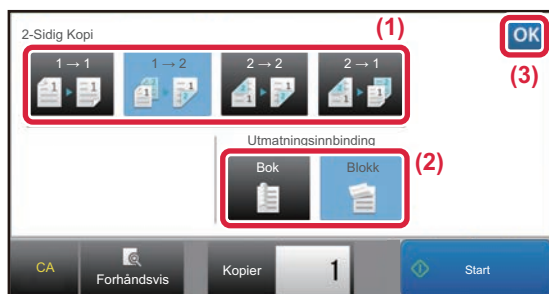 2-Sidig Kopi
(1)
OK
(3)
1 → 1
1 → 2
2 → 2
2 → 1
Utmatningsinnbinding
(2)
Bok
Blokk
CA
Forhåndsvis
Kopier
1
Start